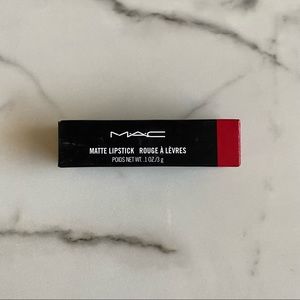 MAC
MATTE LIPSTICK ROUGE À LÈVRES
POIDS NET WT. .1 OZ/3 g